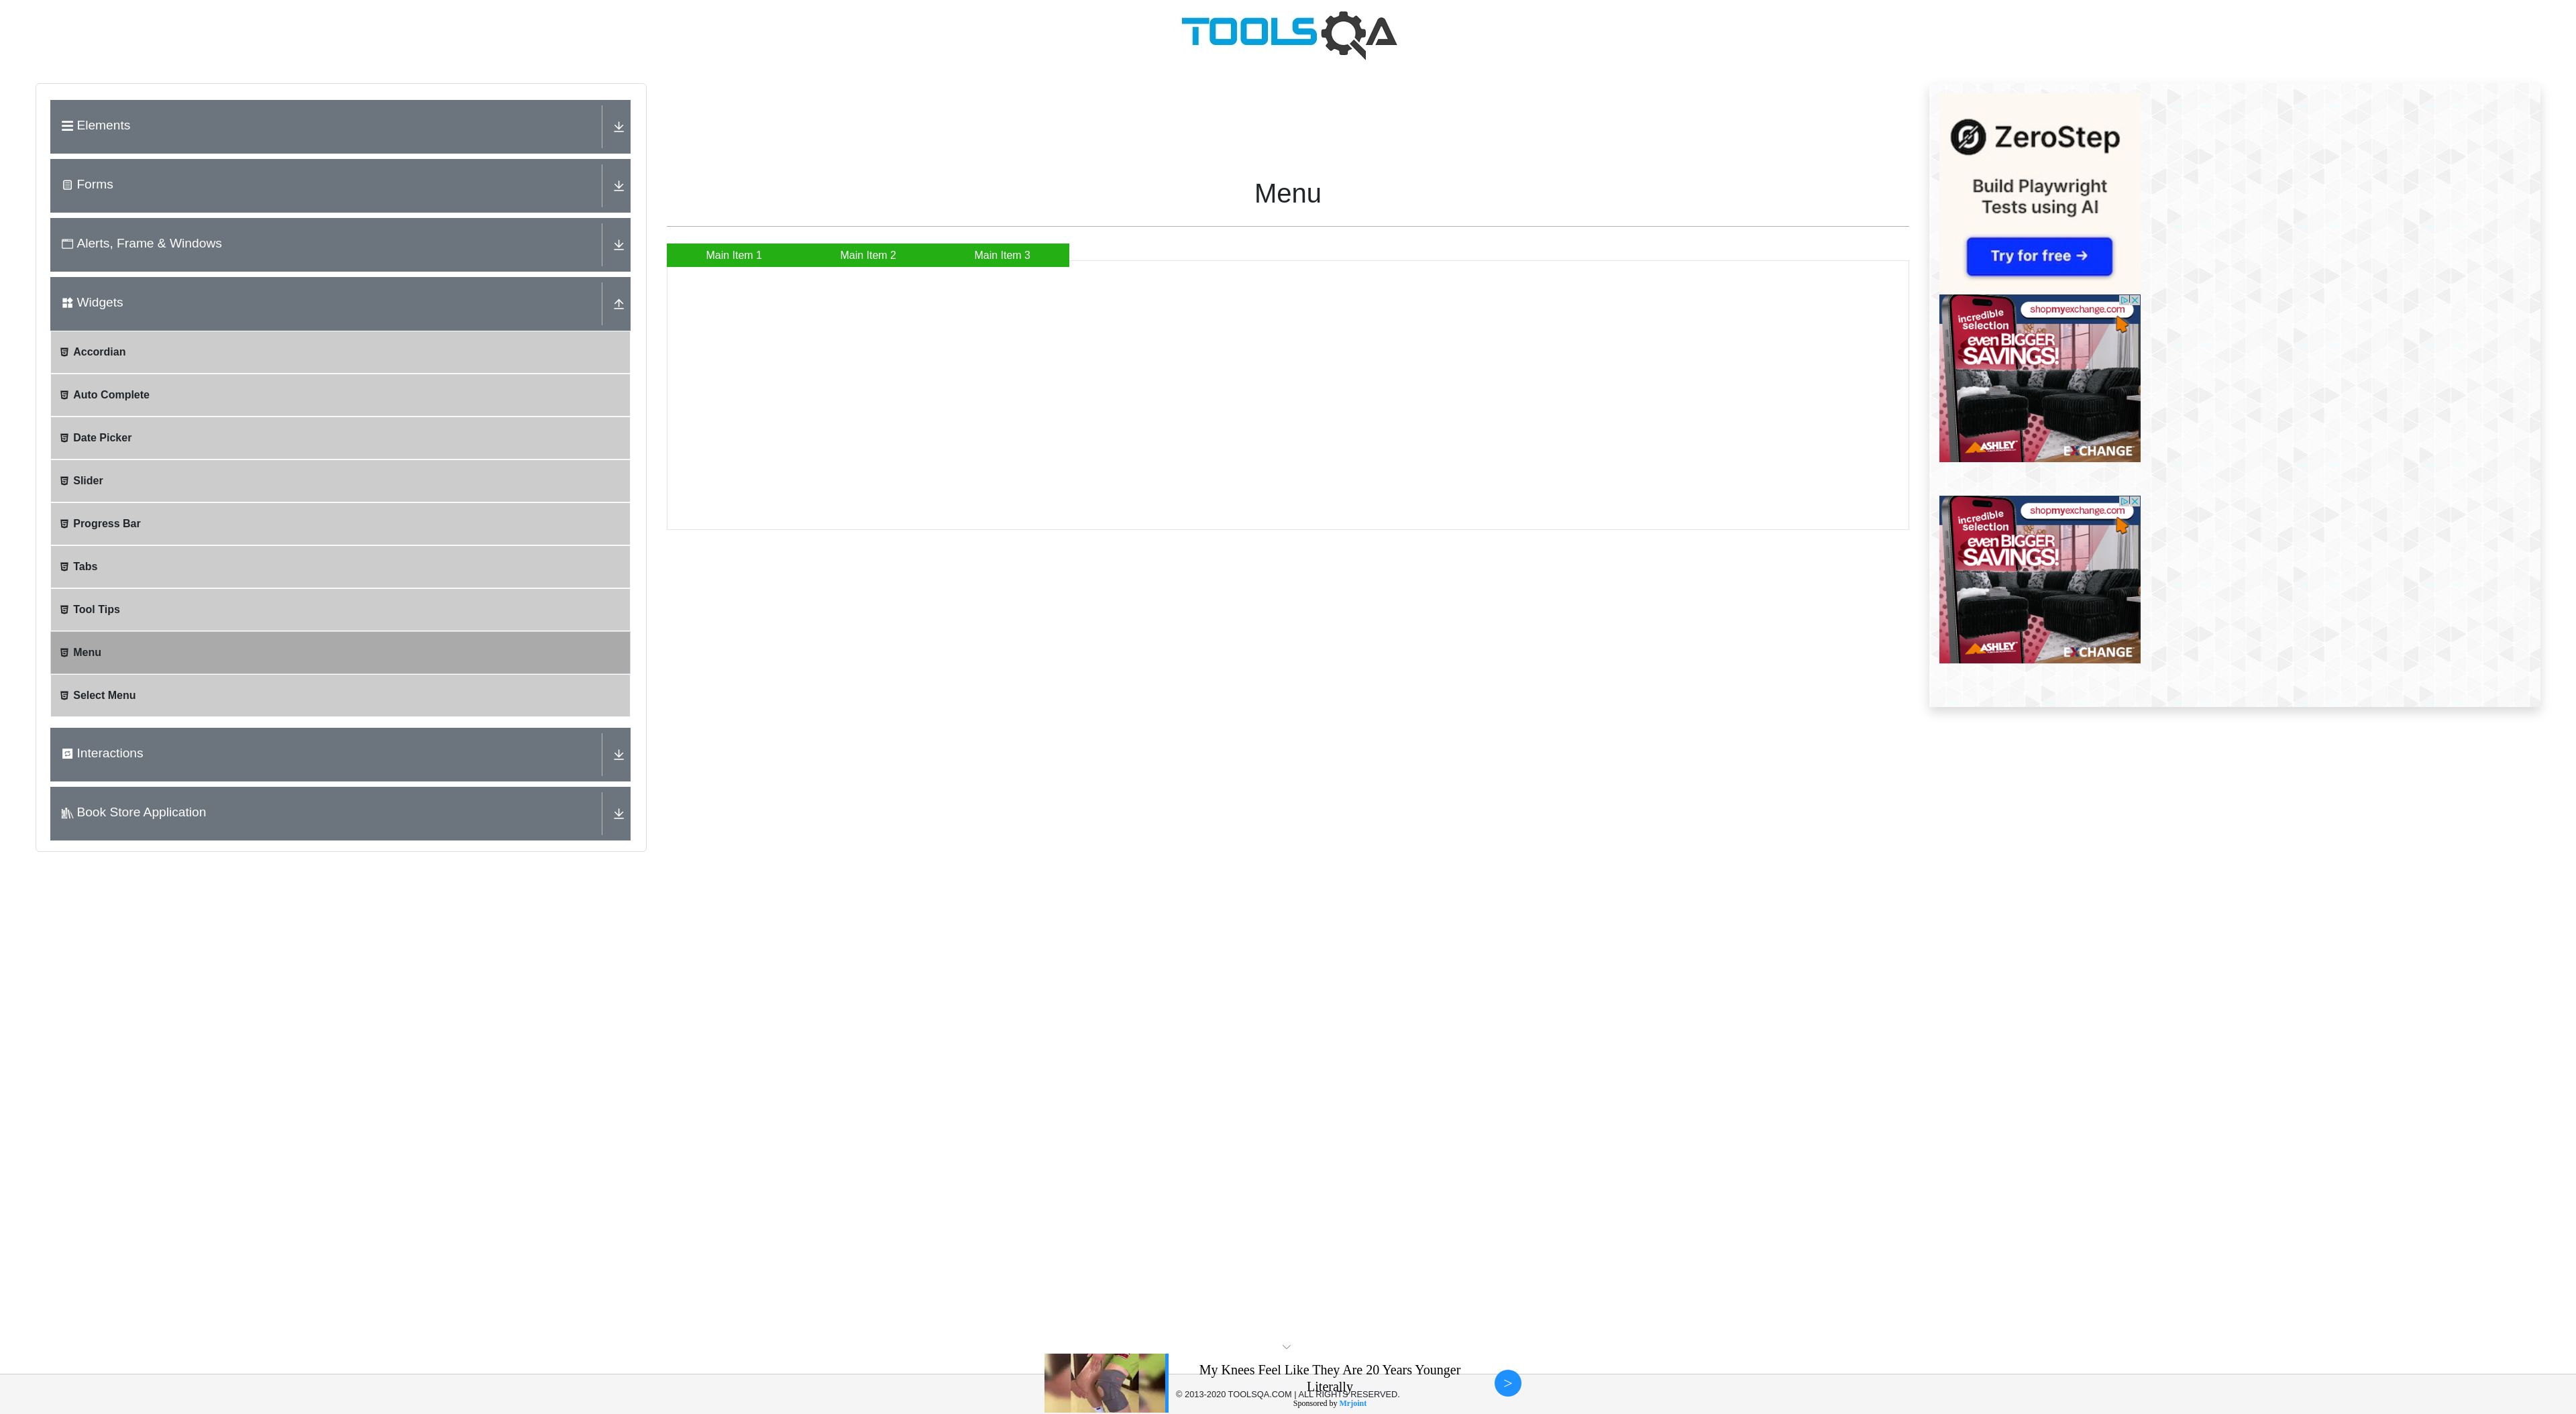 TOOLSQA
Elements
Forms
Alerts, Frame & Windows
Widgets
Accordian
Auto Complete
Date Picker
Slider
Progress Bar
Tabs
Tool Tips
Menu
Select Menu
Interactions
Book Store Application
Menu
Main Item 1 Main Item 2 Main Item 3
ZeroStep
Build Playwright
Tests using AI
Try for free →
shopmyexchange.com
incredible
selection
even BIGGER
SAVINGS!
ASHLEY
EXCHANGE
shopmyexchange.com
incredible
selection
even BIGGER
SAVINGS!
ASHLEY
EXCHANGE
My Knees Feel Like They Are 20 Years Younger
Literally
>
© 2013-2020 TOOLSQA.COM | ALL RIGHTS RESERVED.
Sponsored by Mrjoint